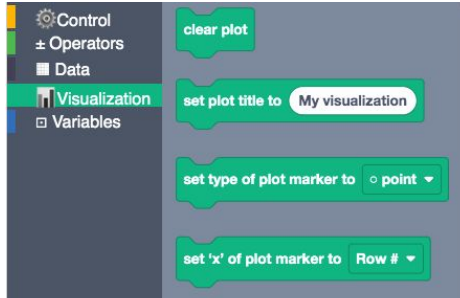 Control
± Operators
Data
Visualization
Variables
clear plot
set plot title to My visualization
set type of plot marker to ○ point
set ‘x’ of plot marker to Row #